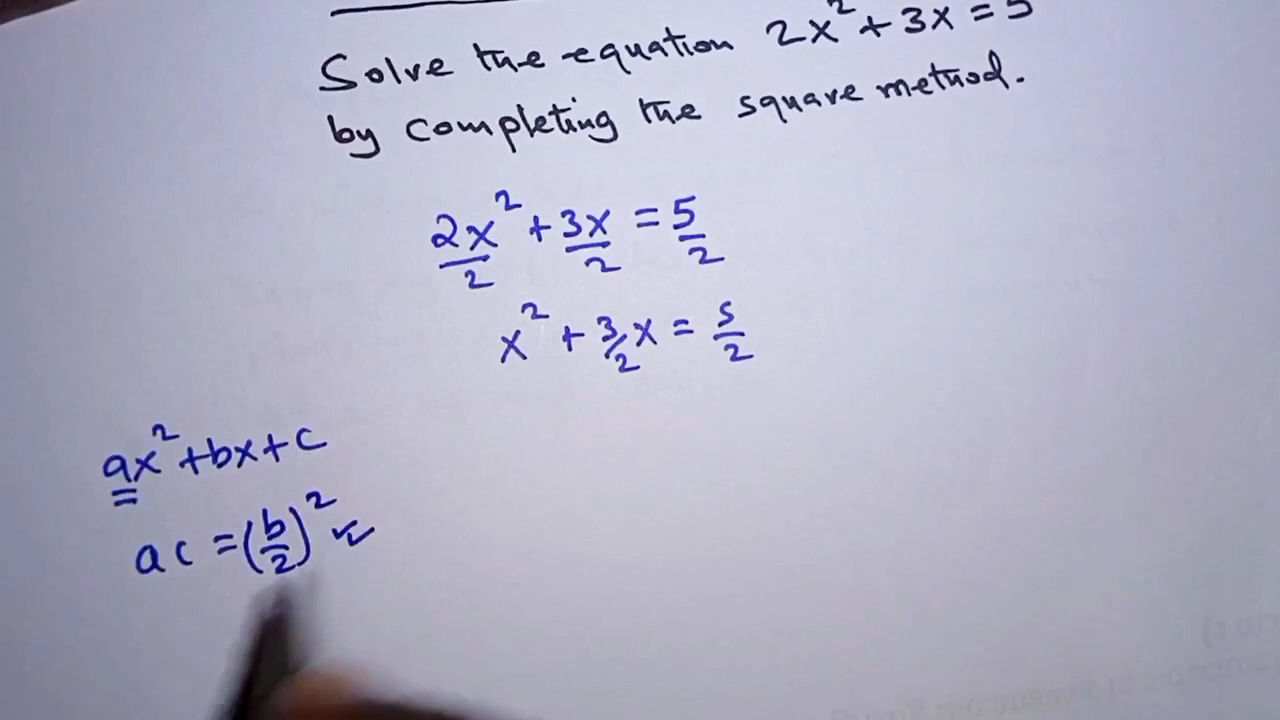 Solve the equation 2x² + 3x = 5
by completing the square method.
2x²/2 + 3x/2 = 5/2
x² + 3/2 x = 5/2
ax² + bx + c
ac = (b/2)²